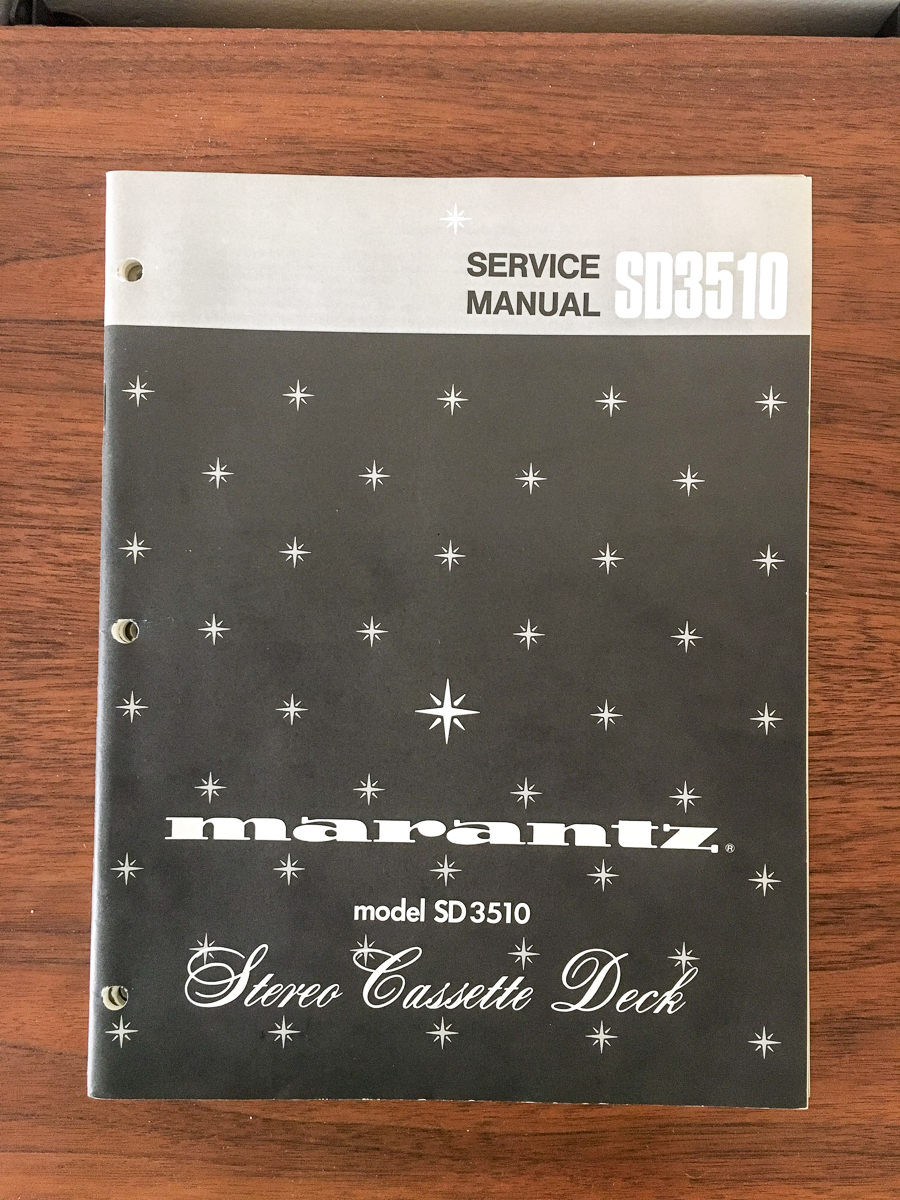 SERVICE
MANUAL SD3510
marantz®
model SD3510
Stereo Cassette Deck